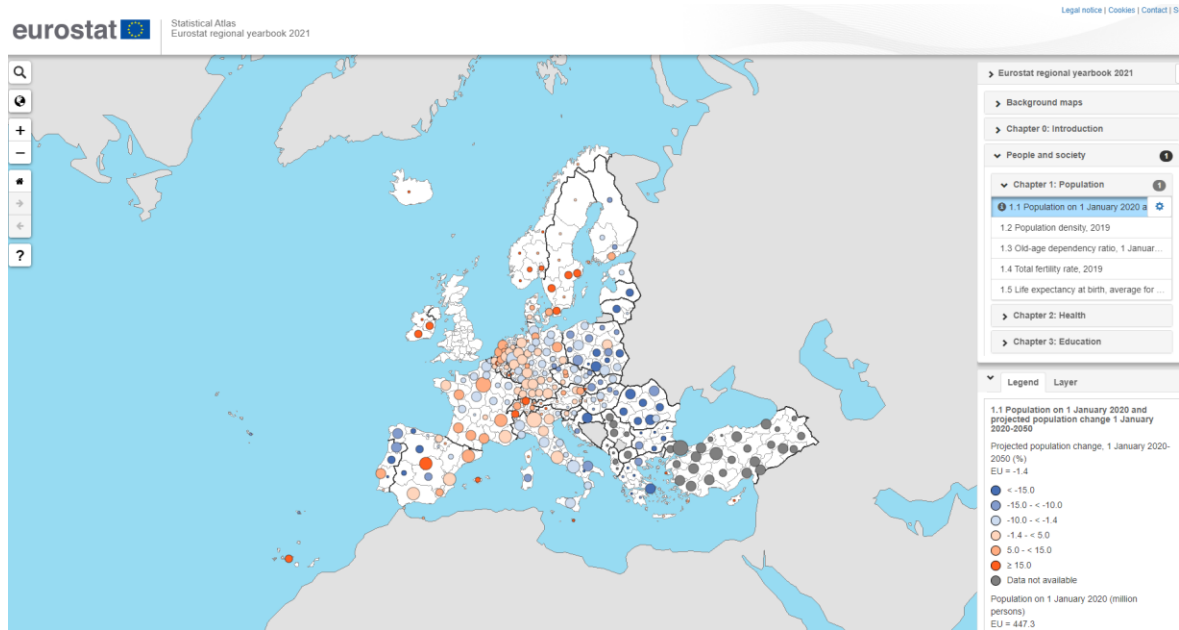 Legal notice | Cookies | Contact | S
eurostat
Statistical Atlas
Eurostat regional yearbook 2021
Eurostat regional yearbook 2021
Background maps
Chapter 0: Introduction
People and society 1
Chapter 1: Population 1
1.1 Population on 1 January 2020 a
1.2 Population density, 2019
1.3 Old-age dependency ratio, 1 Januar...
1.4 Total fertility rate, 2019
1.5 Life expectancy at birth, average for ...
Chapter 2: Health
Chapter 3: Education
Legend Layer
1.1 Population on 1 January 2020 and
projected population change 1 January
2020-2050
Projected population change, 1 January 2020-
2050 (%)
EU = -1.4
< -15.0
-15.0 - < -10.0
-10.0 - < -1.4
-1.4 - < 5.0
5.0 - < 15.0
≥ 15.0
Data not available
Population on 1 January 2020 (million
persons)
EU = 447.3